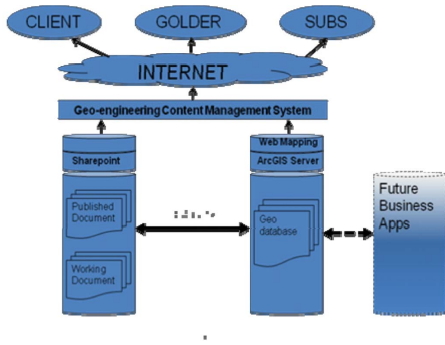 CLIENT
GOLDER
SUBS
INTERNET
Geo-engineering Content Management System
Sharepoint
Web Mapping
ArcGIS Server
Published
Document
Working
Document
Geo
database
Future
Business
Apps